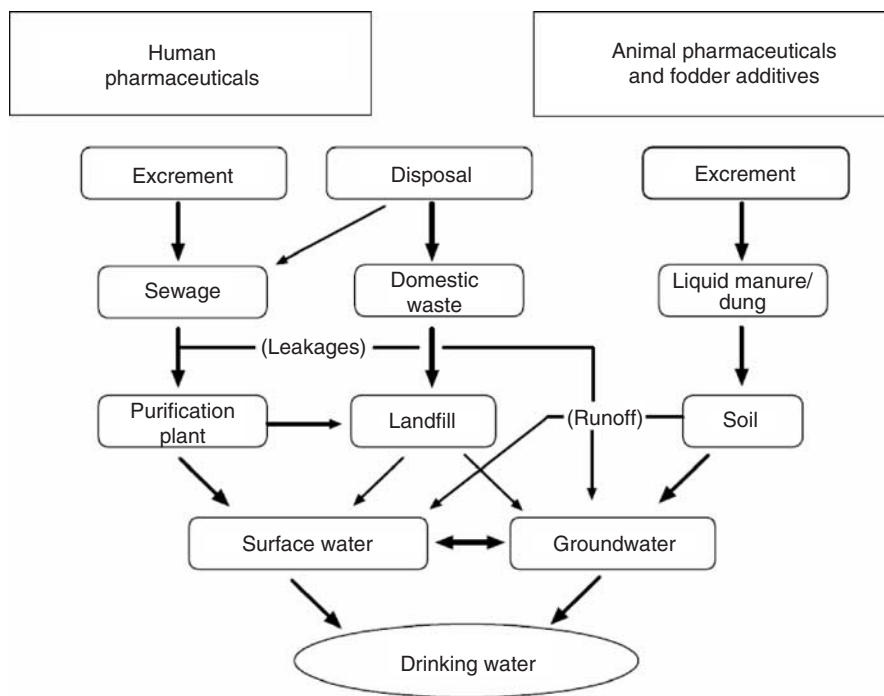 Human
pharmaceuticals
Animal pharmaceuticals
and fodder additives
Excrement
Disposal
Excrement
Sewage
Domestic
waste
Liquid manure/
dung
(Leakages)
Purification
plant
Landfill
(Runoff)
Soil
Surface water
Groundwater
Drinking water